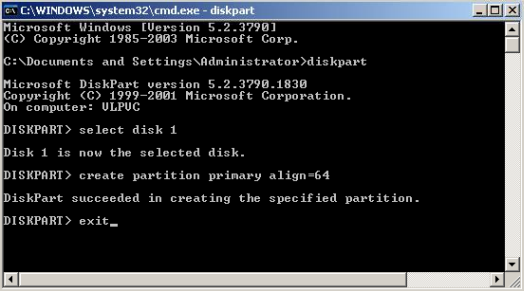 C:\WINDOWS\system32\cmd.exe - diskpart
Microsoft Windows [Version 5.2.3790]
(C) Copyright 1985-2003 Microsoft Corp.
C:\Documents and Settings\Administrator>diskpart
Microsoft DiskPart version 5.2.3790.1830
Copyright (C) 1999-2001 Microsoft Corporation.
On computer: VLPVC
DISKPART> select disk 1
Disk 1 is now the selected disk.
DISKPART> create partition primary align=64
DiskPart succeeded in creating the specified partition.
DISKPART> exit_